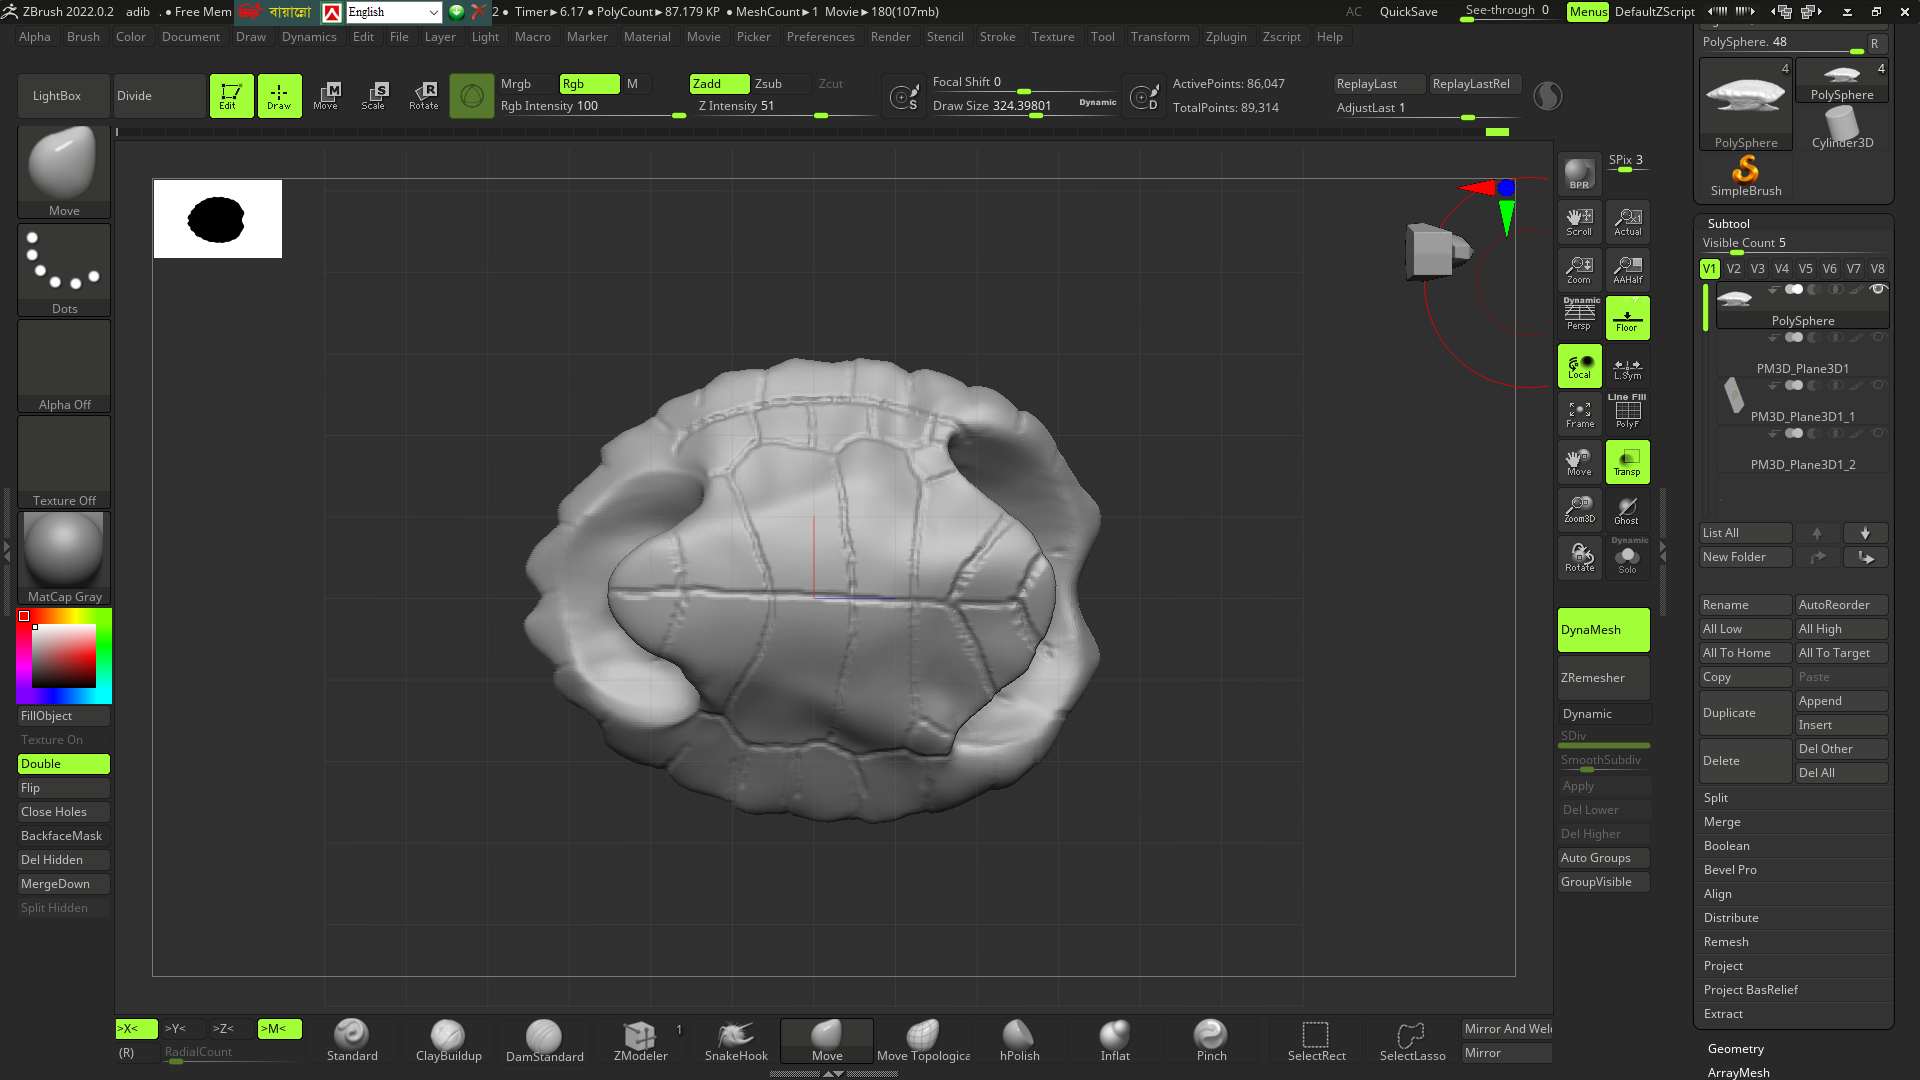 ZBrush 2022.0.2 adib . • Free Mem
বায়ান্নো
English
2 • Timer►6.17 • PolyCount►87.179 KP • MeshCount►1 Movie►180(107mb)
AC QuickSave See-through 0 Menus DefaultZScript
Alpha Brush Color Document Draw Dynamics Edit File Layer Light Macro Marker Material Movie Picker Preferences Render Stencil Stroke Texture Tool Transform Zplugin Zscript Help
LightBox
Divide
Edit
Draw
Move
Scale
Rotate
Mrgb Rgb M
Rgb Intensity 100
Zadd Zsub Zcut
Z Intensity 51
S
Focal Shift 0
Draw Size 324.39801 Dynamic
D
ActivePoints: 86,047
TotalPoints: 89,314
ReplayLast ReplayLastRel
AdjustLast 1
Move
Dots
Alpha Off
Texture Off
MatCap Gray
FillObject
Texture On
Double
Flip
Close Holes
BackfaceMask
Del Hidden
MergeDown
Split Hidden
BPR
SPix 3
Scroll Actual
Zoom AAHalf
Dynamic
Persp Floor
Local L.Sym
Frame
Line Fill
PolyF
Move Transp
Zoom3D Ghost
Rotate
Dynamic
Solo
DynaMesh
ZRemesher
Dynamic
SDiv
SmoothSubdiv
Apply
Del Lower
Del Higher
Auto Groups
GroupVisible
PolySphere. 48 R
4
PolySphere
4
PolySphere
Cylinder3D
SimpleBrush
Subtool
Visible Count 5
V1 V2 V3 V4 V5 V6 V7 V8
PolySphere
PM3D_Plane3D1
PM3D_Plane3D1_1
PM3D_Plane3D1_2
List All
New Folder
Rename AutoReorder
All Low All High
All To Home All To Target
Copy Paste
Duplicate Append
Insert
Delete Del Other
Del All
Split
Merge
Boolean
Bevel Pro
Align
Distribute
Remesh
Project
Project BasRelief
Extract
Geometry
ArrayMesh
>X< >Y< >Z< >M<
(R) RadialCount
Standard
ClayBuildup
DamStandard
1
ZModeler
SnakeHook
Move
Move Topologica
hPolish
Inflat
Pinch
SelectRect
SelectLasso
Mirror And Weld
Mirror